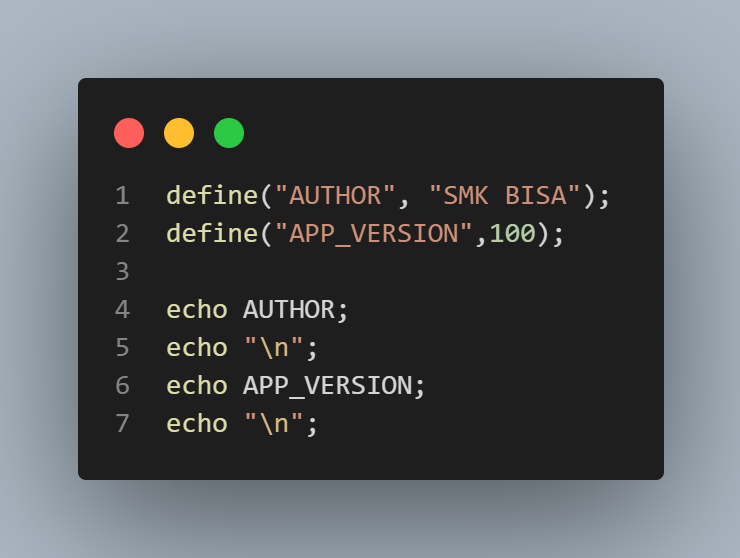 1 define("AUTHOR", "SMK BISA");
2 define("APP_VERSION",100);
3
4 echo AUTHOR;
5 echo "\n";
6 echo APP_VERSION;
7 echo "\n";